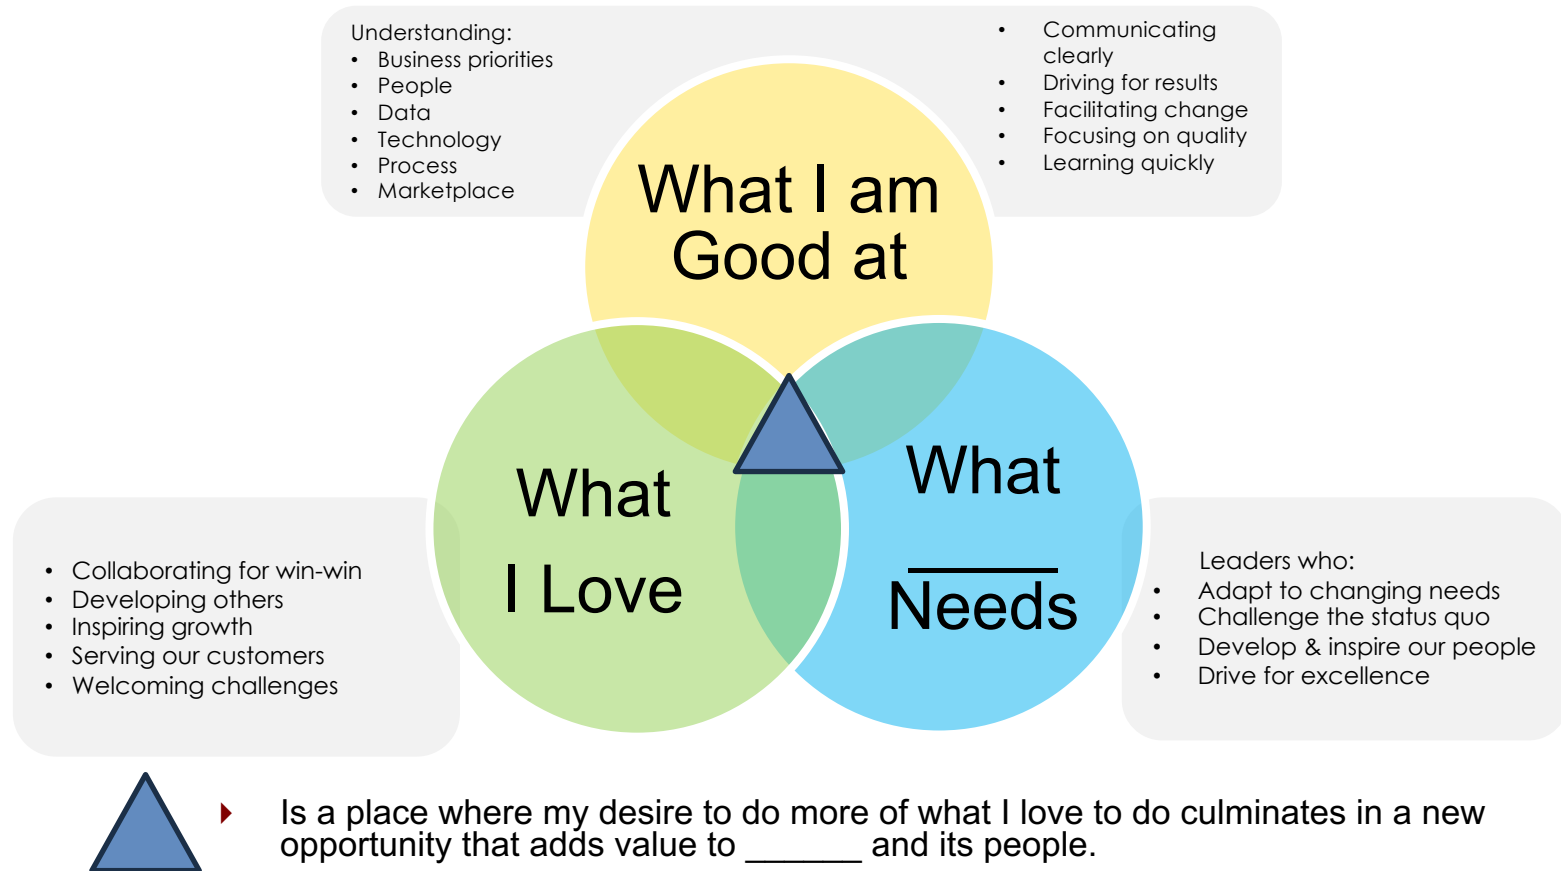 Understanding:
• Business priorities
• People
• Data
• Technology
• Process
• Marketplace
• Communicating
clearly
• Driving for results
• Facilitating change
• Focusing on quality
• Learning quickly
What I am
Good at
What
I Love
What
_____
Needs
• Collaborating for win-win
• Developing others
• Inspiring growth
• Serving our customers
• Welcoming challenges
Leaders who:
• Adapt to changing needs
• Challenge the status quo
• Develop & inspire our people
• Drive for excellence
Is a place where my desire to do more of what I love to do culminates in a new
opportunity that adds value to ______ and its people.